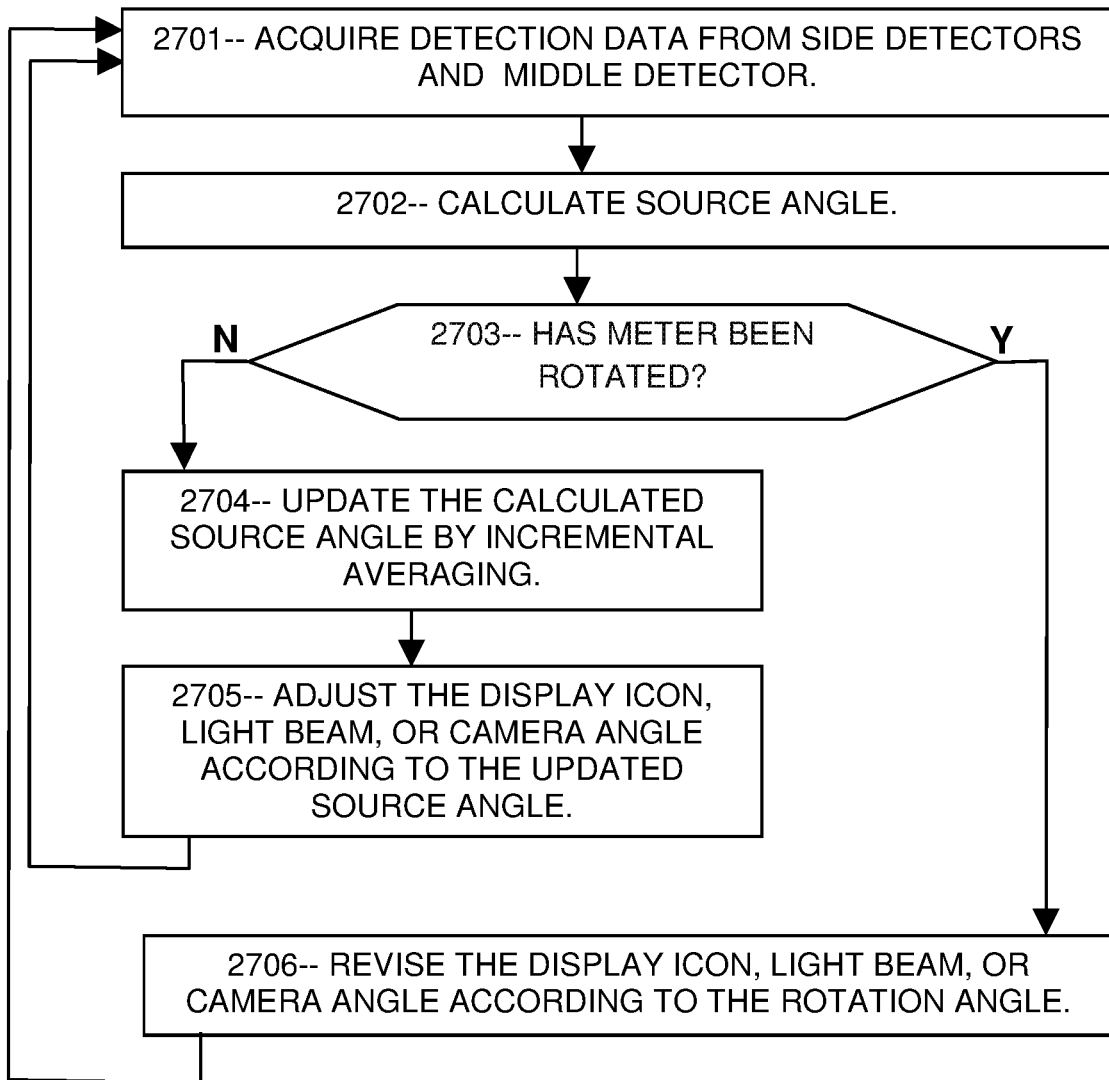 2701-- ACQUIRE DETECTION DATA FROM SIDE DETECTORS
AND MIDDLE DETECTOR.
2702-- CALCULATE SOURCE ANGLE.
N
2703-- HAS METER BEEN
ROTATED?
Y
2704-- UPDATE THE CALCULATED
SOURCE ANGLE BY INCREMENTAL
AVERAGING.
2705-- ADJUST THE DISPLAY ICON,
LIGHT BEAM, OR CAMERA ANGLE
ACCORDING TO THE UPDATED
SOURCE ANGLE.
2706-- REVISE THE DISPLAY ICON, LIGHT BEAM, OR
CAMERA ANGLE ACCORDING TO THE ROTATION ANGLE.